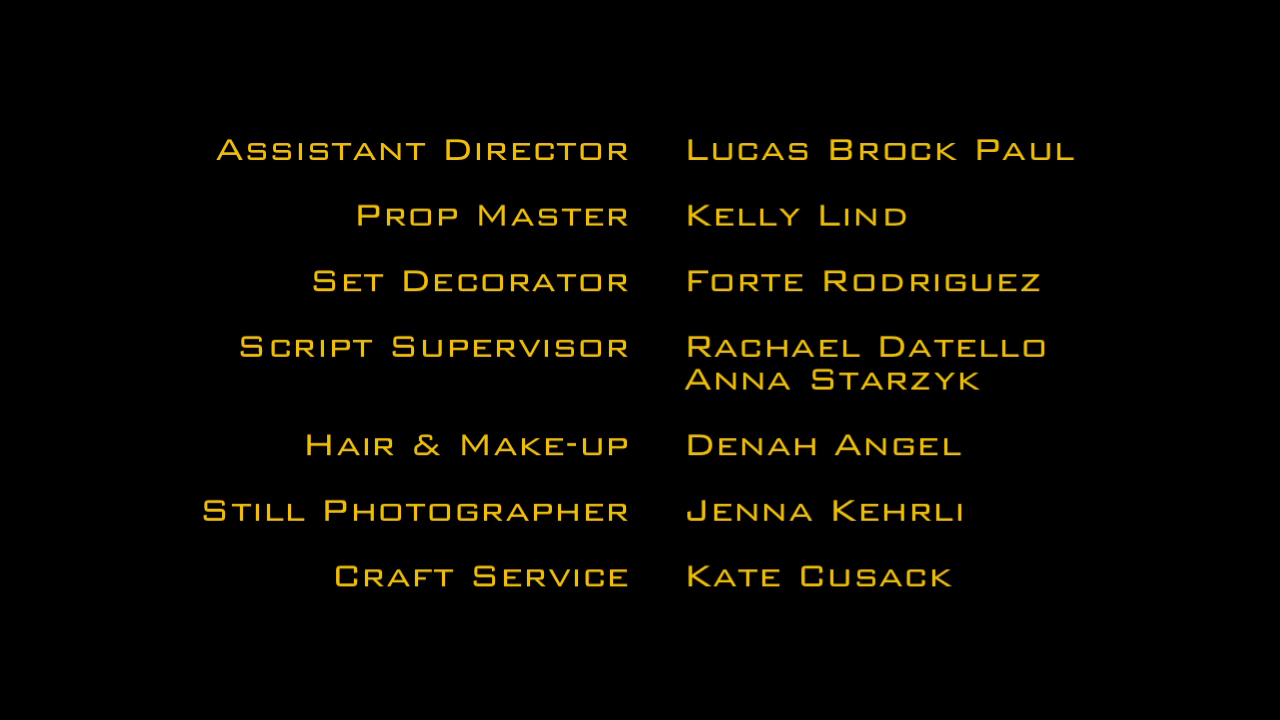 Assistant Director Lucas Brock Paul
Prop Master Kelly Lind
Set Decorator Forte Rodriguez
Script Supervisor Rachael Datello
Anna Starzyk
Hair & Make-up Denah Angel
Still Photographer Jenna Kehrli
Craft Service Kate Cusack